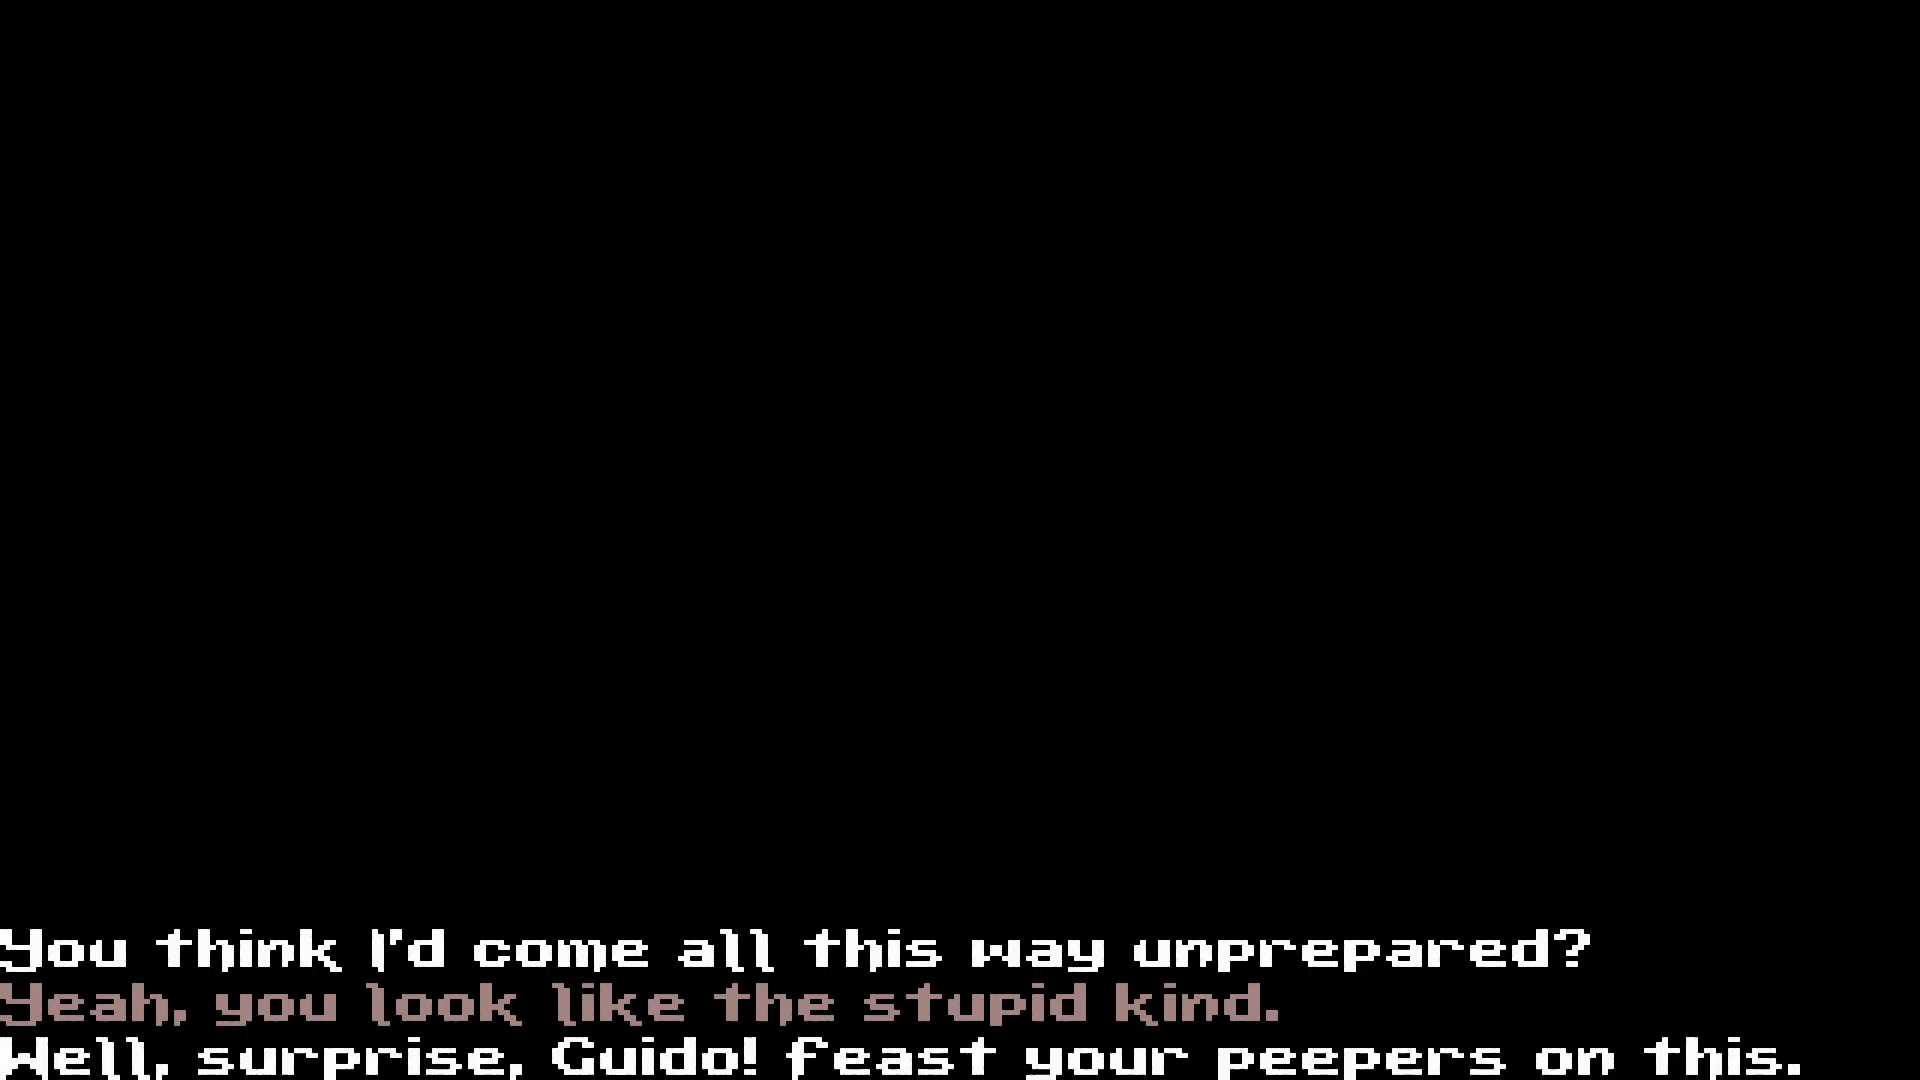 You think I'd come all this way unprepared?
Yeah, you look like the stupid kind.
Well, surprise, Guido! Feast your peepers on this.